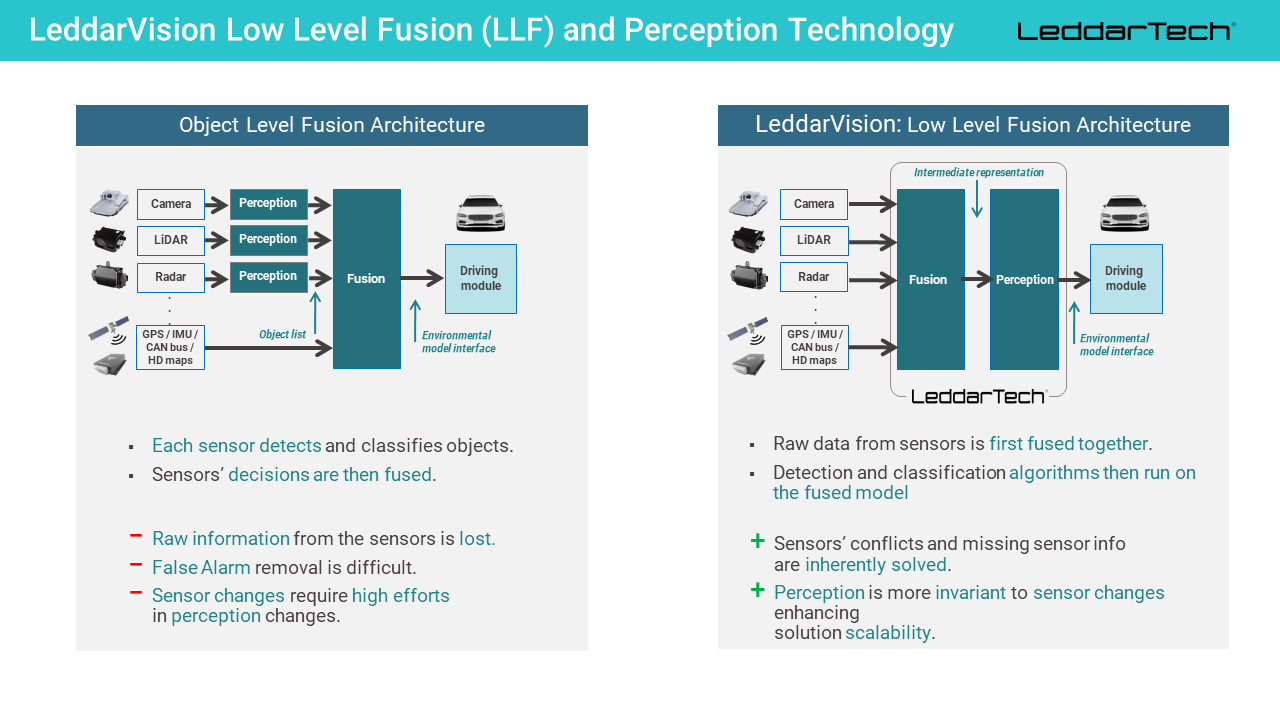 LeddarVision Low Level Fusion (LLF) and Perception Technology
LeddarTech®
Object Level Fusion Architecture
Camera
Perception
LiDAR
Perception
Radar
Perception
Fusion
Driving
module
Object list
GPS / IMU /
CAN bus /
HD maps
Environmental
model interface
▪ Each sensor detects and classifies objects.
▪ Sensors’ decisions are then fused.
– Raw information from the sensors is lost.
– False Alarm removal is difficult.
– Sensor changes require high efforts
in perception changes.
LeddarVision: Low Level Fusion Architecture
Intermediate representation
Camera
LiDAR
Radar
Fusion
Perception
Driving
module
GPS / IMU /
CAN bus /
HD maps
Environmental
model interface
LeddarTech®
▪ Raw data from sensors is first fused together.
▪ Detection and classification algorithms then run on
the fused model
+ Sensors’ conflicts and missing sensor info
are inherently solved.
+ Perception is more invariant to sensor changes
enhancing
solution scalability.